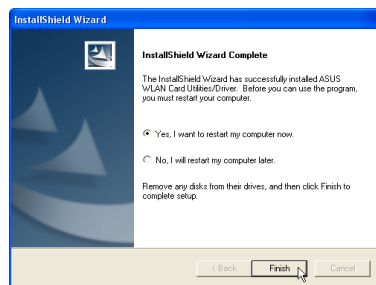 InstallShield Wizard
InstallShield Wizard Complete
The InstallShield Wizard has successfully installed ASUS
WLAN Card Utilities/Driver. Before you can use the program,
you must restart your computer.
Yes, I want to restart my computer now.
No, I will restart my computer later.
Remove any disks from their drives, and then click Finish to
complete setup.
< Back Finish Cancel